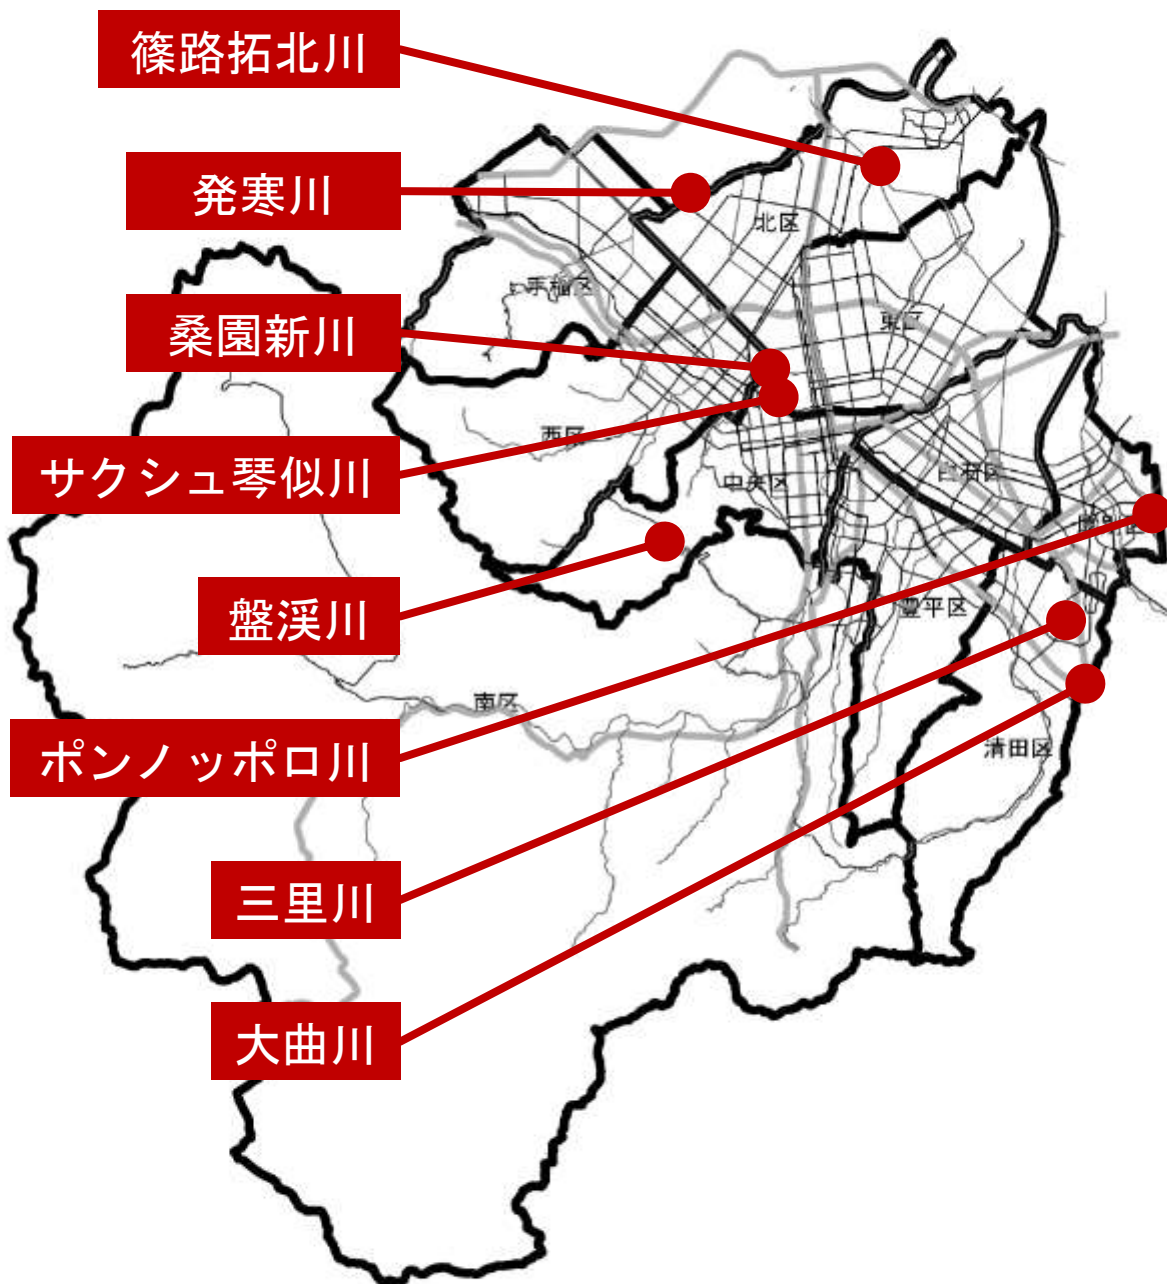 篠路拓北川
発寒川
北区
手稲区
桑園新川
東区
西区
サクシュ琴似川
中央区
白石区
盤渓川
豊平区
南区
ポンノッポロ川
清田区
三里川
大曲川